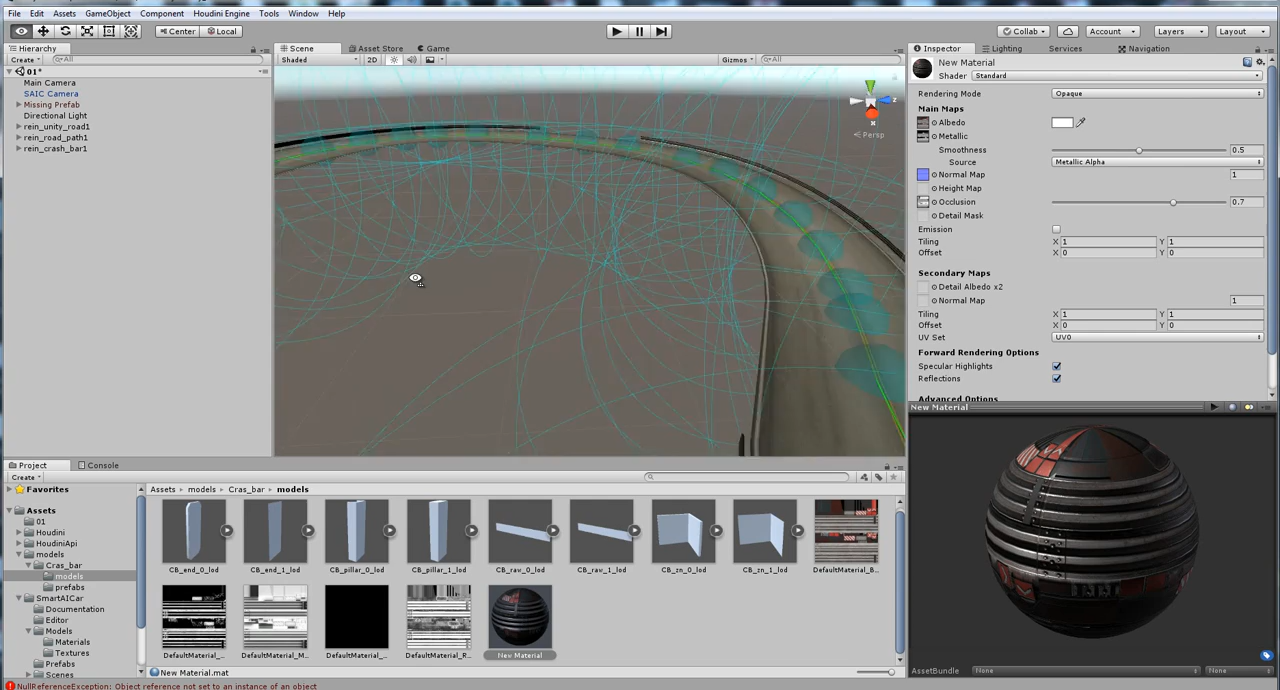 File Edit Assets GameObject Component Houdini Engine Tools Window Help
Center Local
Collab Account Layers Layout
Hierarchy
Create All
01*
Main Camera
SAIC Camera
Missing Prefab
Directional Light
rein_unity_road1
rein_road_path1
rein_crash_bar1
Scene Asset Store Game
Shaded 2D Gizmos All
z
x
Persp
Inspector Lighting Services Navigation
New Material
Shader Standard
Rendering Mode Opaque
Main Maps
Albedo
Metallic
Smoothness 0.5
Source Metallic Alpha
Normal Map 1
Height Map
Occlusion 0.7
Detail Mask
Emission
Tiling X 1 Y 1
Offset X 0 Y 0
Secondary Maps
Detail Albedo x2
Normal Map 1
Tiling X 1 Y 1
Offset X 0 Y 0
UV Set UV0
Forward Rendering Options
Specular Highlights
Reflections
Advanced Options
New Material
AssetBundle None None
Project Console
Create
Favorites
Assets
01
Houdini
HoudiniApi
models
Cras_bar
models
prefabs
SmartAICar
Documentation
Editor
Models
Materials
Textures
Prefabs
Scenes
Assets models Cras_bar models
CB_end_0_lod CB_end_1_lod CB_pillar_0_lod CB_pillar_1_lod CB_raw_0_lod CB_raw_1_lod CB_zn_0_lod CB_zn_1_lod DefaultMaterial_B...
DefaultMaterial_... DefaultMaterial_M... DefaultMaterial_... DefaultMaterial_R... New Material
New Material.mat
NullReferenceException: Object reference not set to an instance of an object